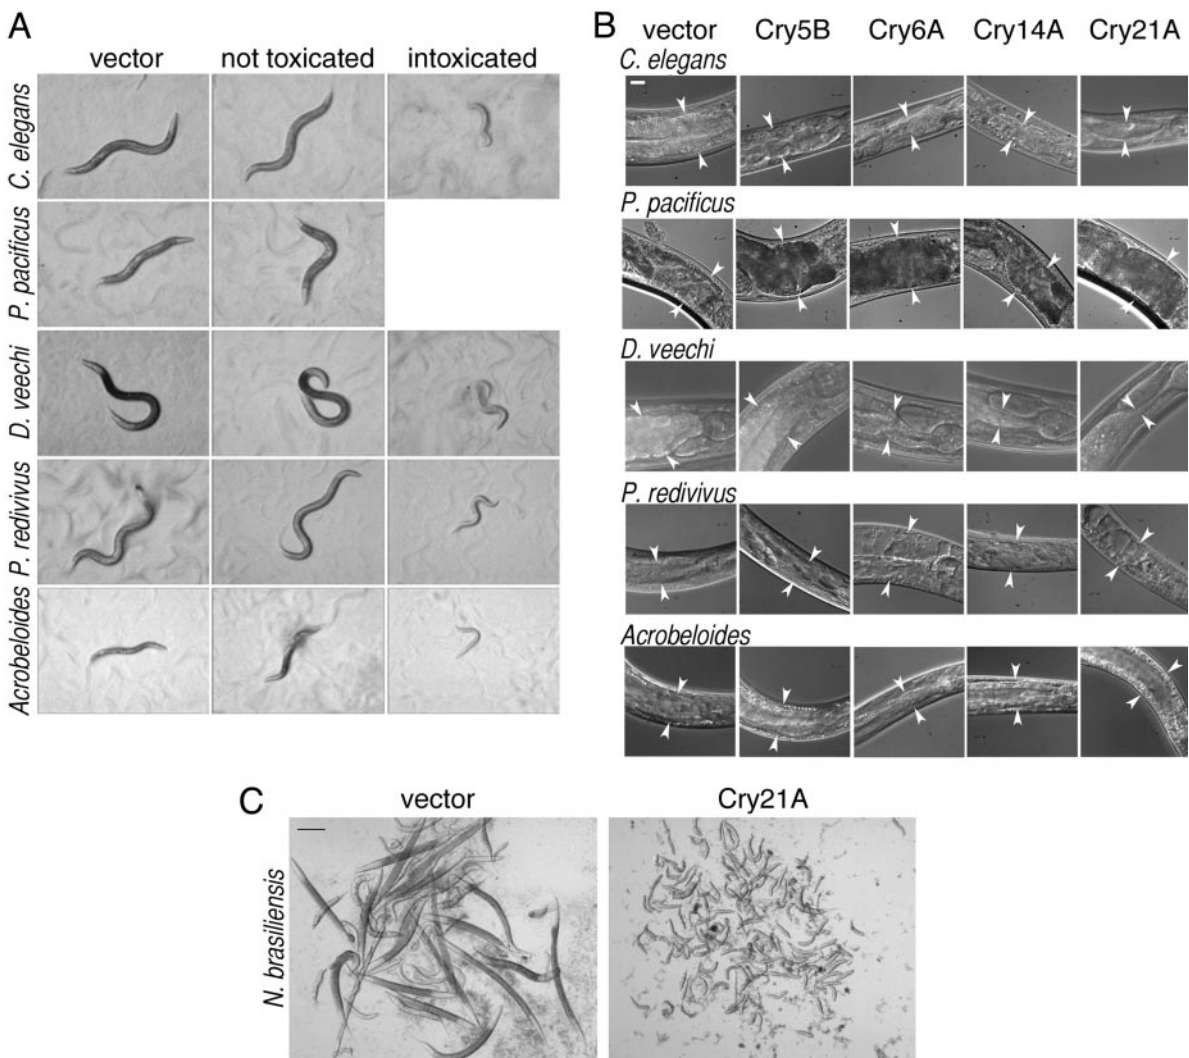 A
vector not toxicated intoxicated
C. elegans
P. pacificus
D. veechi
P. redivivus
Acrobeloides
B
vector Cry5B Cry6A Cry14A Cry21A
C. elegans
P. pacificus
D. veechi
P. redivivus
Acrobeloides
C
vector Cry21A
N. brasiliensis